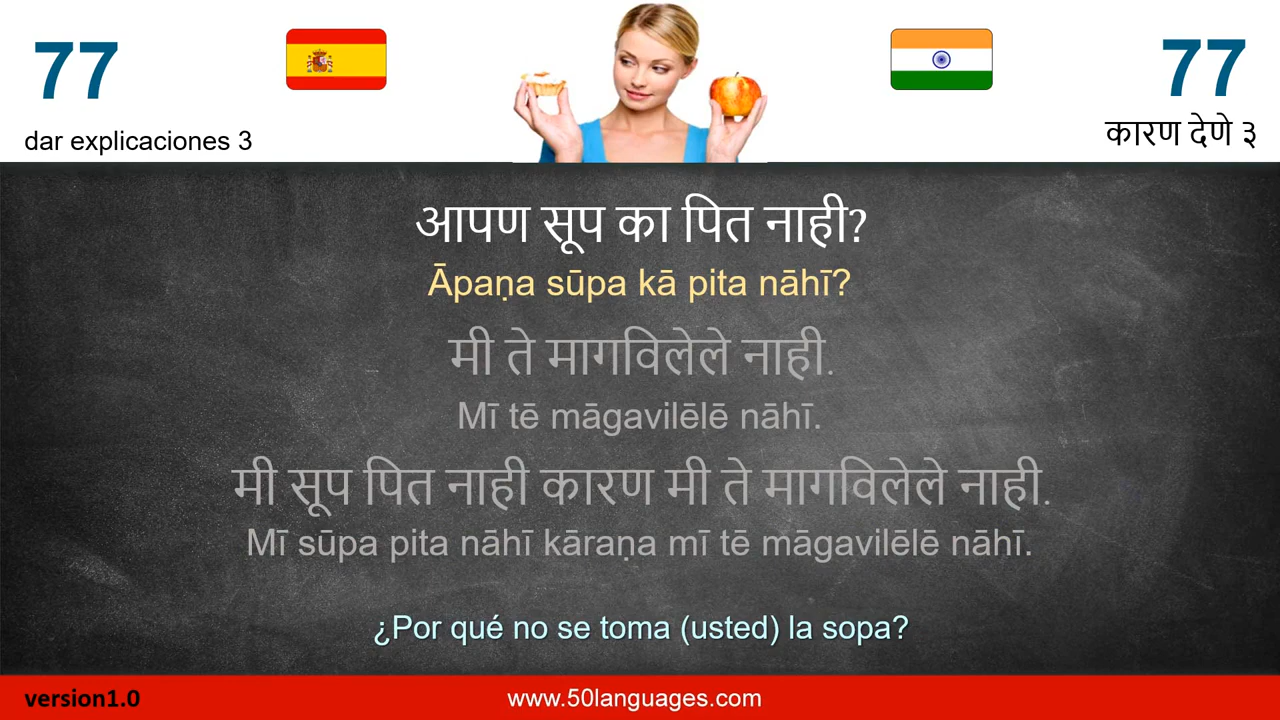 77
77
dar explicaciones 3
कारण देणे ३
आपण सूप का पित नाही?
Āpaṇa sūpa kā pita nāhī?
मी ते मागविलेले नाही.
Mī tē māgavilēlē nāhī.
मी सूप पित नाही कारण मी ते मागविलेले नाही.
Mī sūpa pita nāhī kāraṇa mī tē māgavilēlē nāhī.
¿Por qué no se toma (usted) la sopa?
version1.0
www.50languages.com